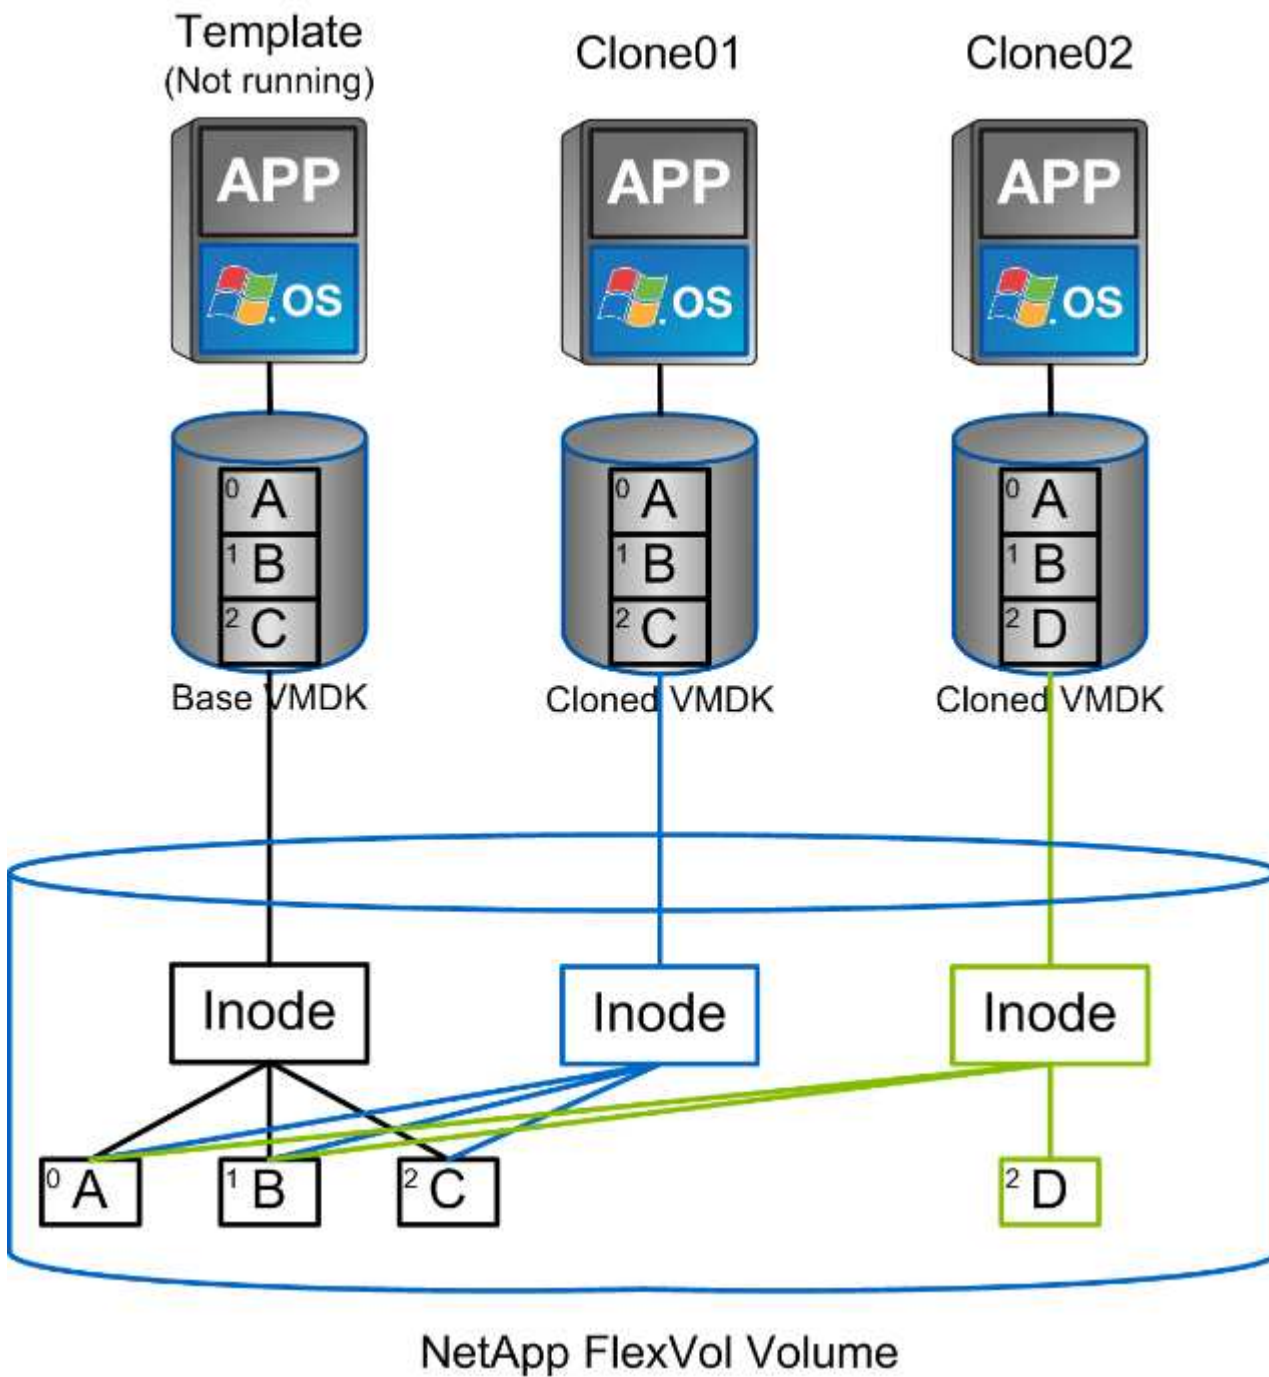 Template
(Not running)
Clone01
Clone02
APP
APP
APP
OS
OS
OS
0 A
1 B
2 C
0 A
1 B
2 C
0 A
1 B
2 D
Base VMDK
Cloned VMDK
Cloned VMDK
Inode
Inode
Inode
0 A
1 B
2 C
2 D
NetApp FlexVol Volume